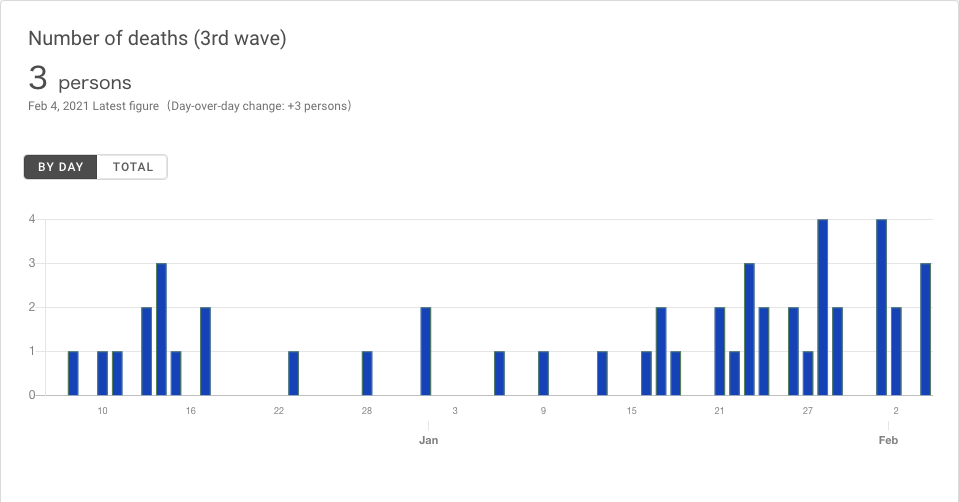 Number of deaths (3rd wave)
3 persons
Feb 4, 2021 Latest figure (Day-over-day change: +3 persons)
BY DAY TOTAL
4
3
2
1
0
10 16 22 28 3 9 15 21 27 2
Jan Feb